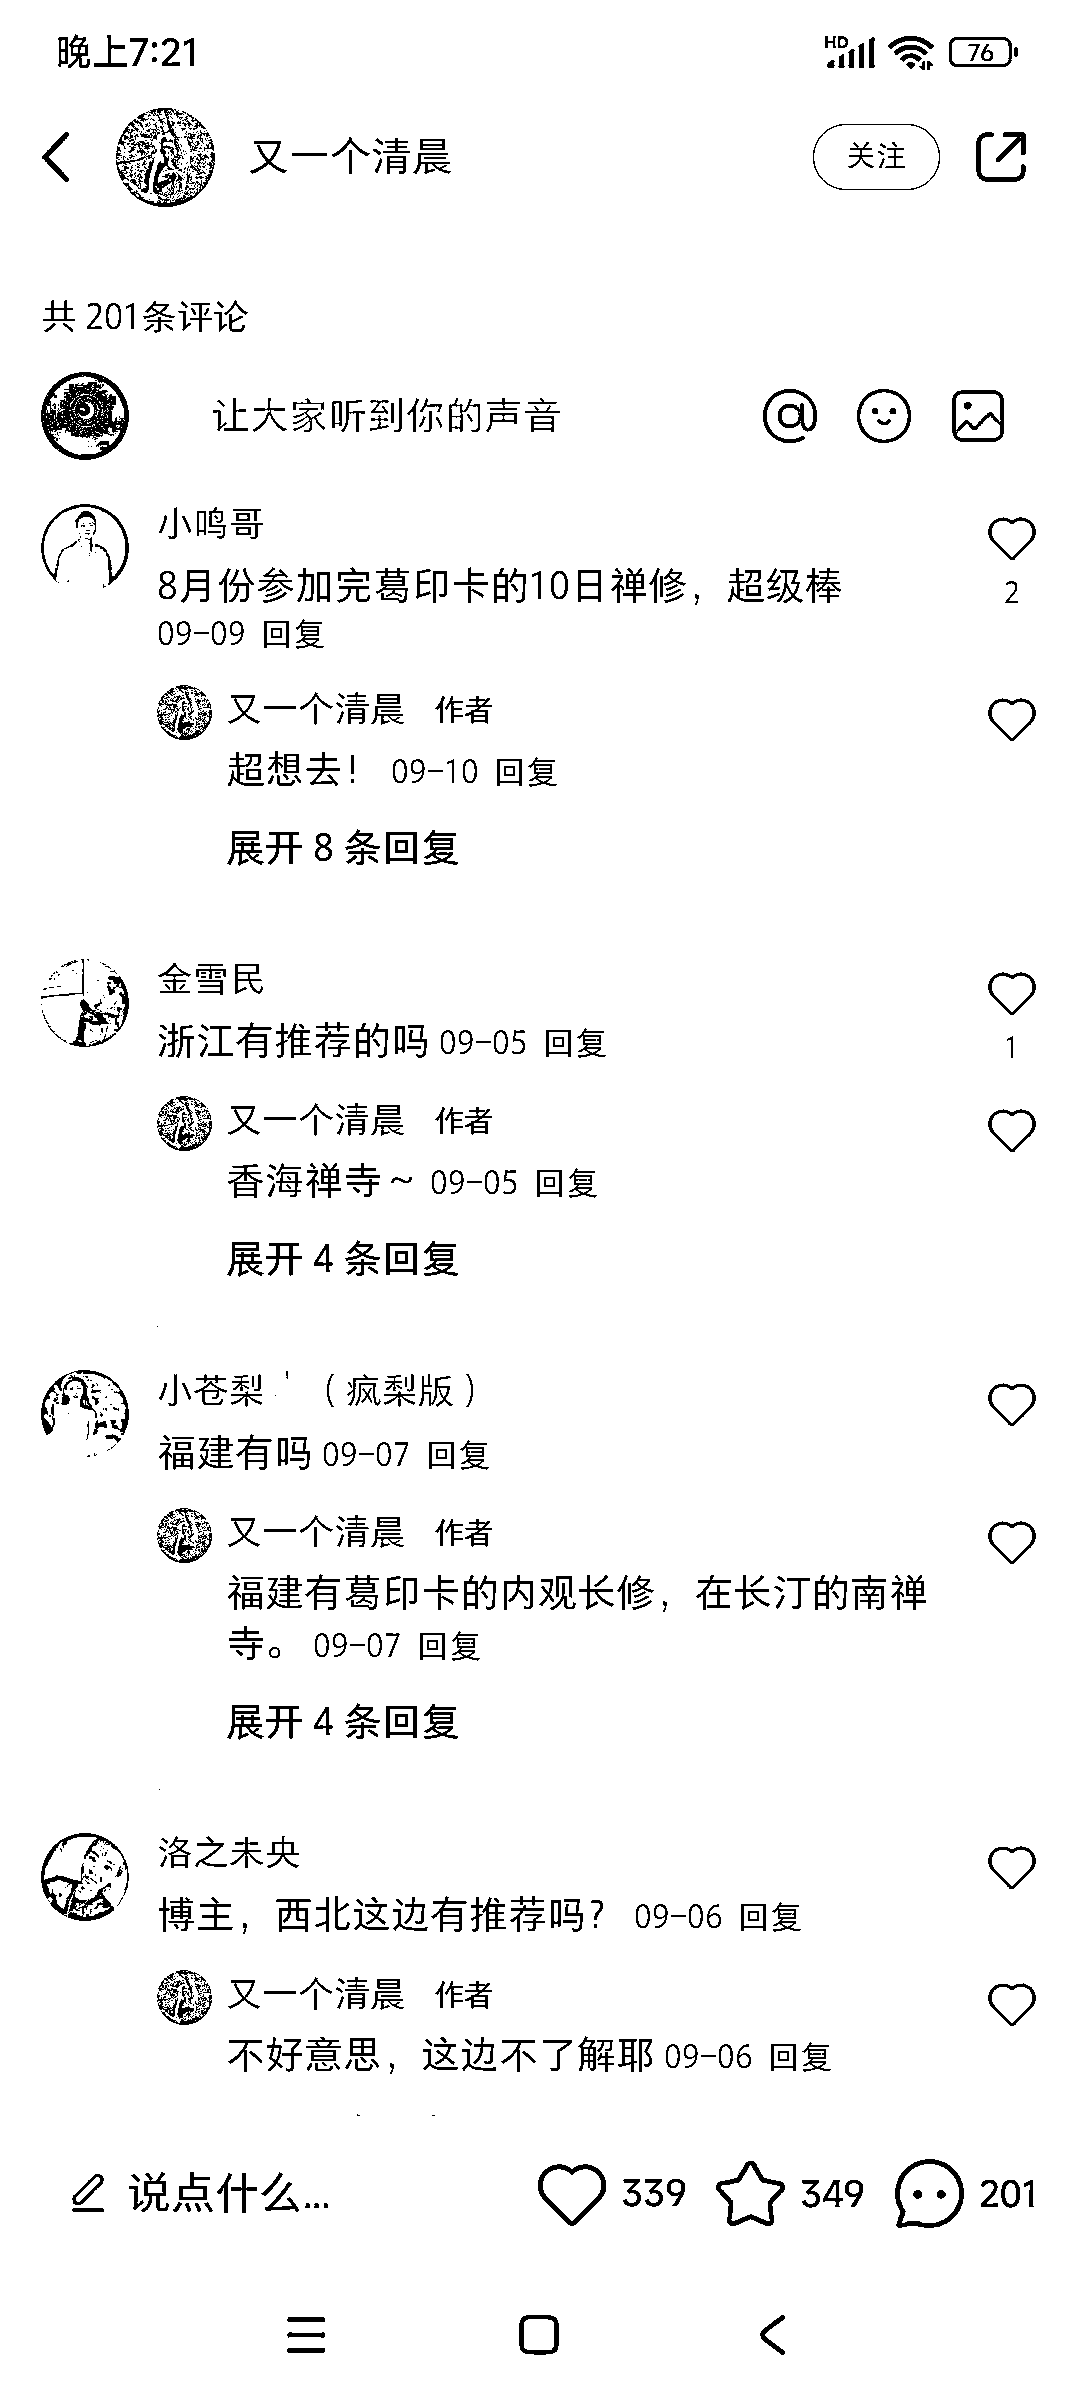 晚上7:21
HD 76
又一个清晨 关注
共 201条评论
让大家听到你的声音
小鸣哥
8月份参加完葛印卡的10日禅修，超级棒
2
09-09 回复
又一个清晨 作者
超想去！ 09-10 回复
展开 8 条回复
金雪民
浙江有推荐的吗 09-05 回复
1
又一个清晨 作者
香海禅寺～ 09-05 回复
展开 4 条回复
小苍梨 '（疯梨版）
福建有吗 09-07 回复
又一个清晨 作者
福建有葛印卡的内观长修，在长汀的南禅
寺。 09-07 回复
展开 4 条回复
洛之未央
博主，西北这边有推荐吗？ 09-06 回复
又一个清晨 作者
不好意思，这边不了解耶 09-06 回复
说点什么... 339 349 201